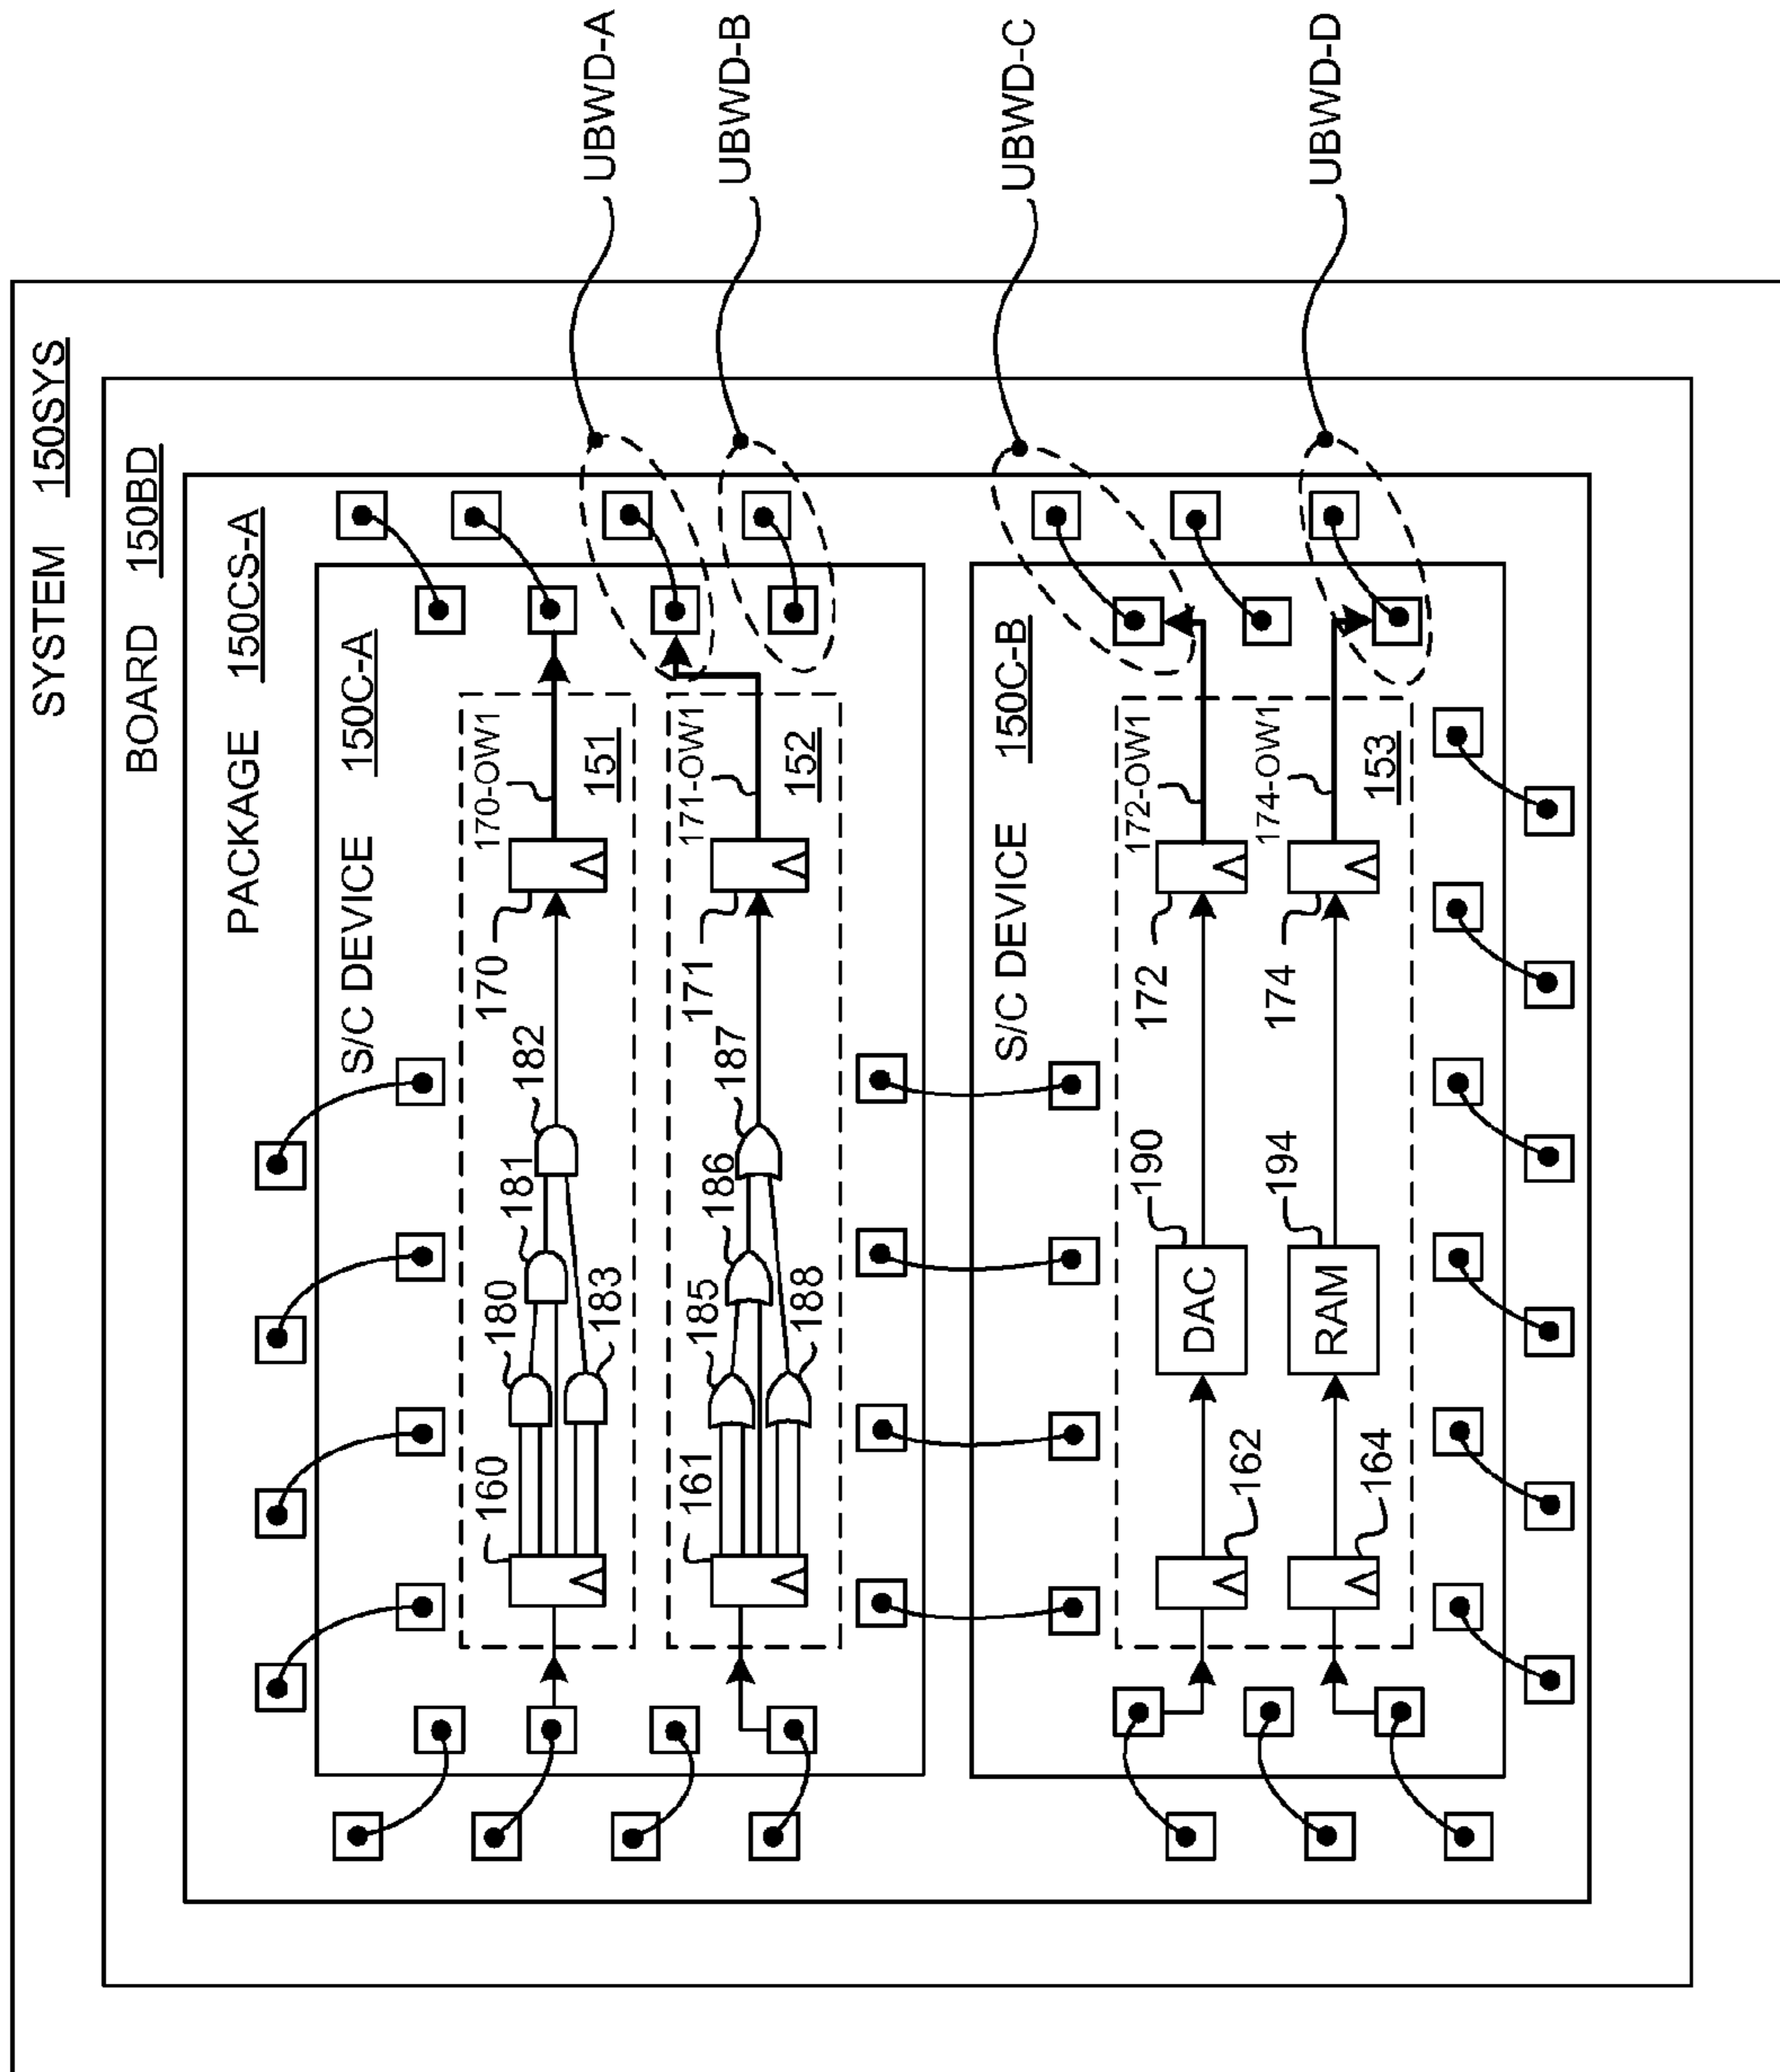 SYSTEM 150SYS
BOARD 150BD
PACKAGE 150CS-A
S/C DEVICE 150C-A
160
180
181
182
183
170
170-OW1
151
161
185
186
187
188
171
171-OW1
152
S/C DEVICE 150C-B
162
DAC
190
172
172-OW1
164
RAM
194
174
174-OW1
153
UBWD-A
UBWD-B
UBWD-C
UBWD-D